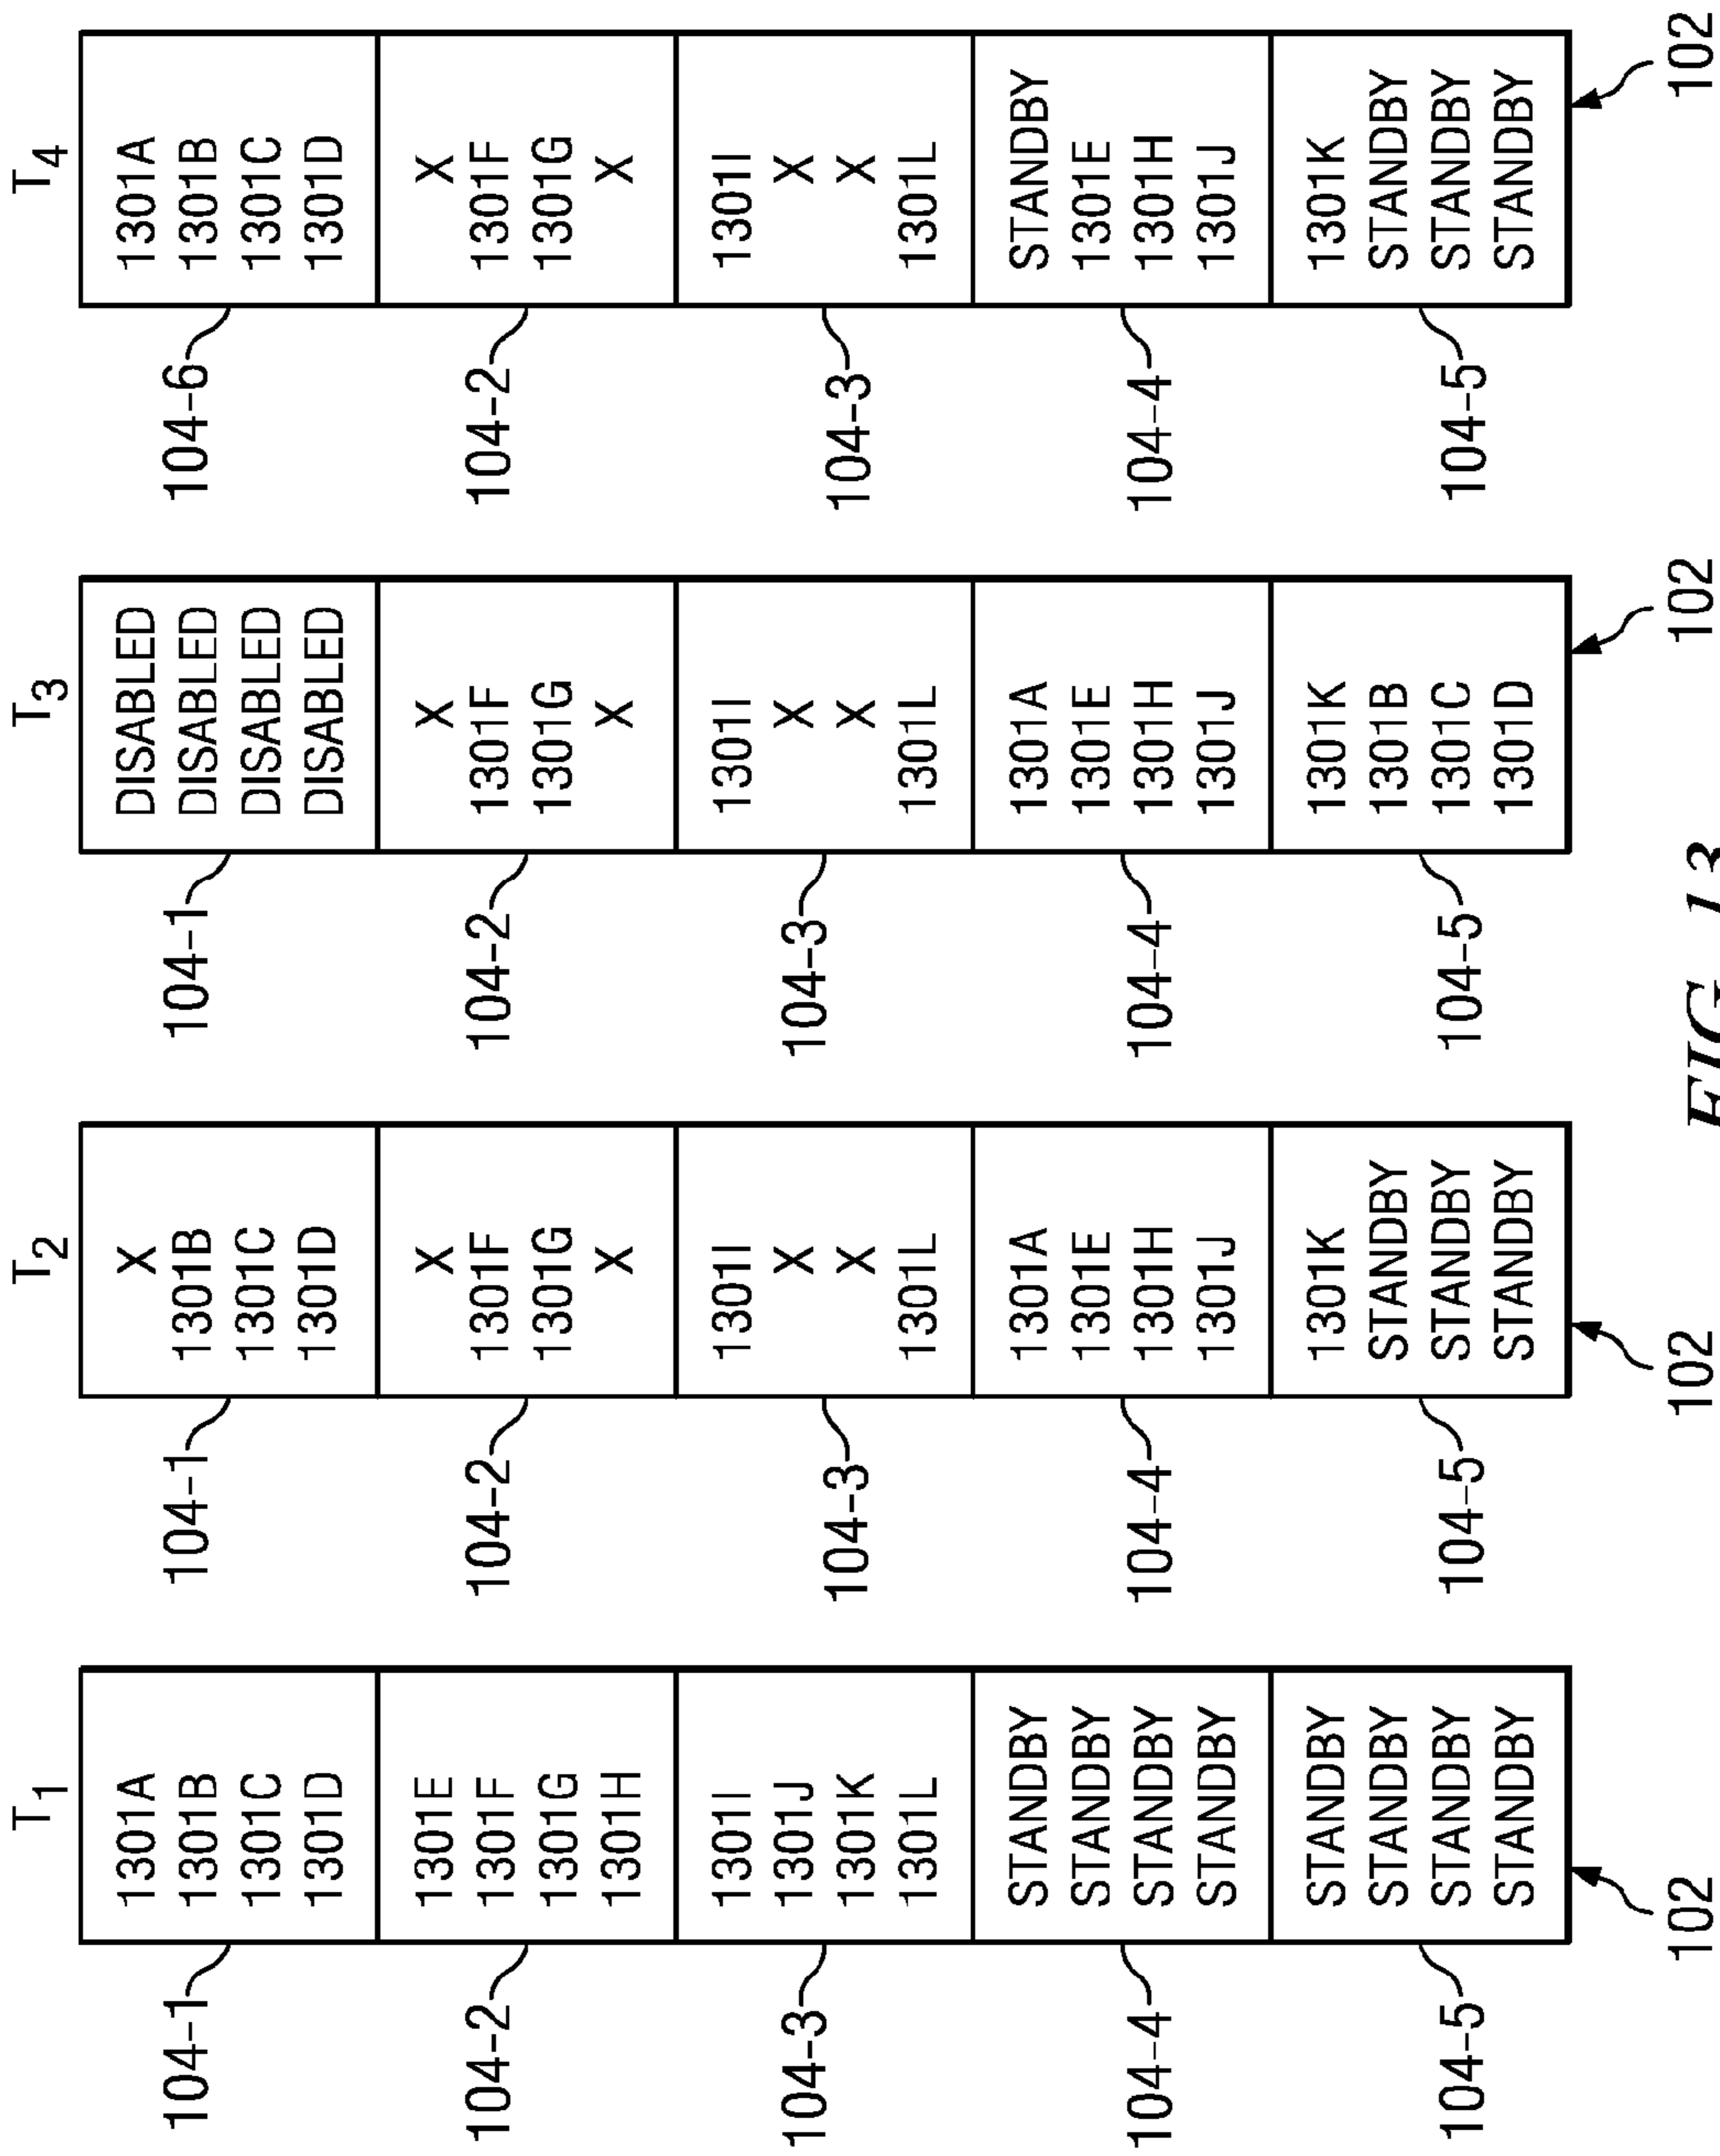 T1
104-1
1301A
1301B
1301C
1301D
104-2
1301E
1301F
1301G
1301H
104-3
1301I
1301J
1301K
1301L
104-4
STANDBY
STANDBY
STANDBY
STANDBY
104-5
STANDBY
STANDBY
STANDBY
STANDBY
102
T2
104-1
X
1301B
1301C
1301D
104-2
X
1301F
1301G
X
104-3
1301I
X
X
1301L
104-4
1301A
1301E
1301H
1301J
104-5
1301K
STANDBY
STANDBY
STANDBY
102
T3
104-1
DISABLED
DISABLED
DISABLED
DISABLED
104-2
X
1301F
1301G
X
104-3
1301I
X
X
1301L
104-4
1301A
1301E
1301H
1301J
104-5
1301K
1301B
1301C
1301D
102
T4
104-6
1301A
1301B
1301C
1301D
104-2
X
1301F
1301G
X
104-3
1301I
X
X
1301L
104-4
STANDBY
1301E
1301H
1301J
104-5
1301K
STANDBY
STANDBY
STANDBY
102
FIG. 13